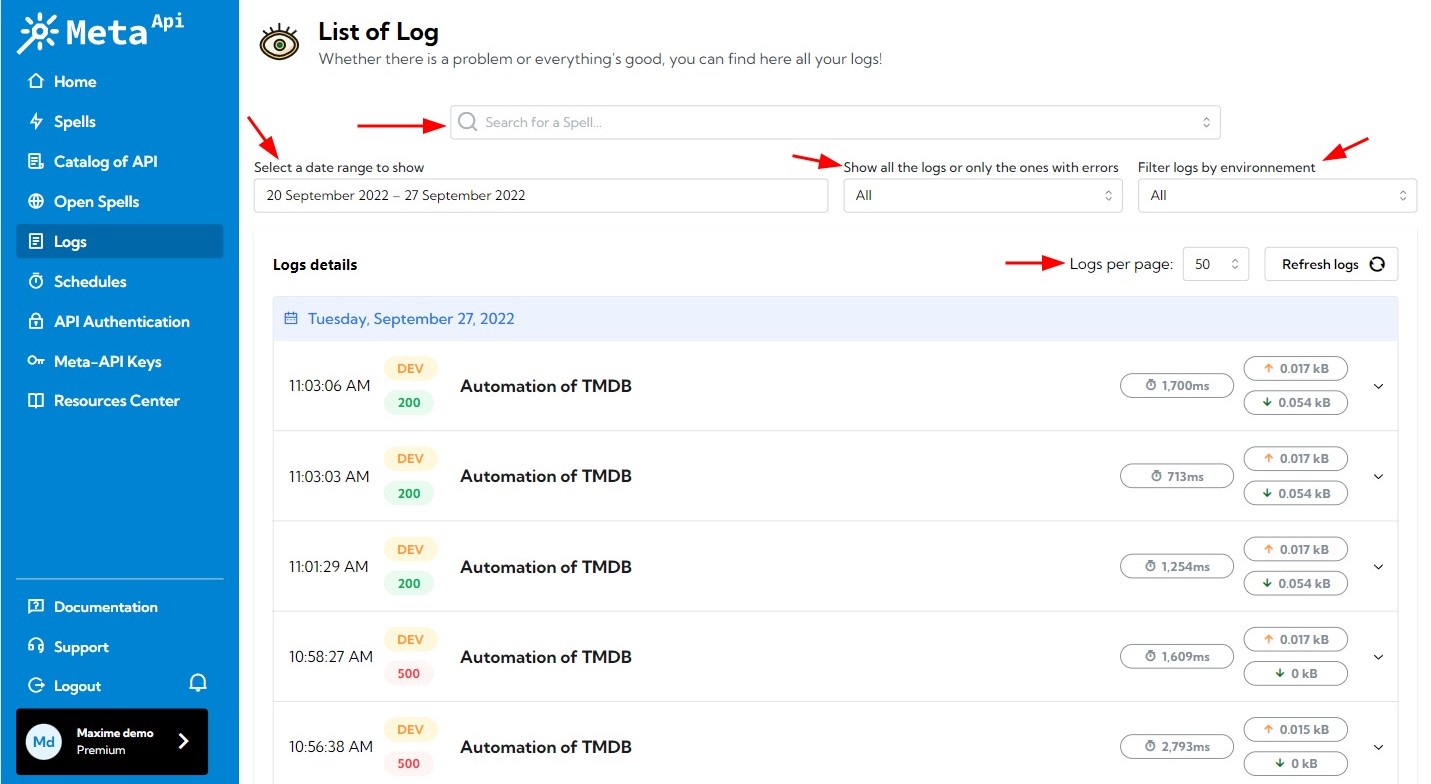 Meta Api
Home
Spells
Catalog of API
Open Spells
Logs
Schedules
API Authentication
Meta-API Keys
Resources Center
Documentation
Support
Logout
Md
Maxime demo
Premium
List of Log
Whether there is a problem or everything's good, you can find here all your logs!
Search for a Spell...
Select a date range to show
20 September 2022 – 27 September 2022
Show all the logs or only the ones with errors
All
Filter logs by environnement
All
Logs details
Logs per page:
50
Refresh logs
Tuesday, September 27, 2022
11:03:06 AM
DEV
200
Automation of TMDB
1,700ms
0.017 kB
0.054 kB
11:03:03 AM
DEV
200
Automation of TMDB
713ms
0.017 kB
0.054 kB
11:01:29 AM
DEV
200
Automation of TMDB
1,254ms
0.017 kB
0.054 kB
10:58:27 AM
DEV
500
Automation of TMDB
1,609ms
0.017 kB
0 kB
10:56:38 AM
DEV
500
Automation of TMDB
2,793ms
0.015 kB
0 kB